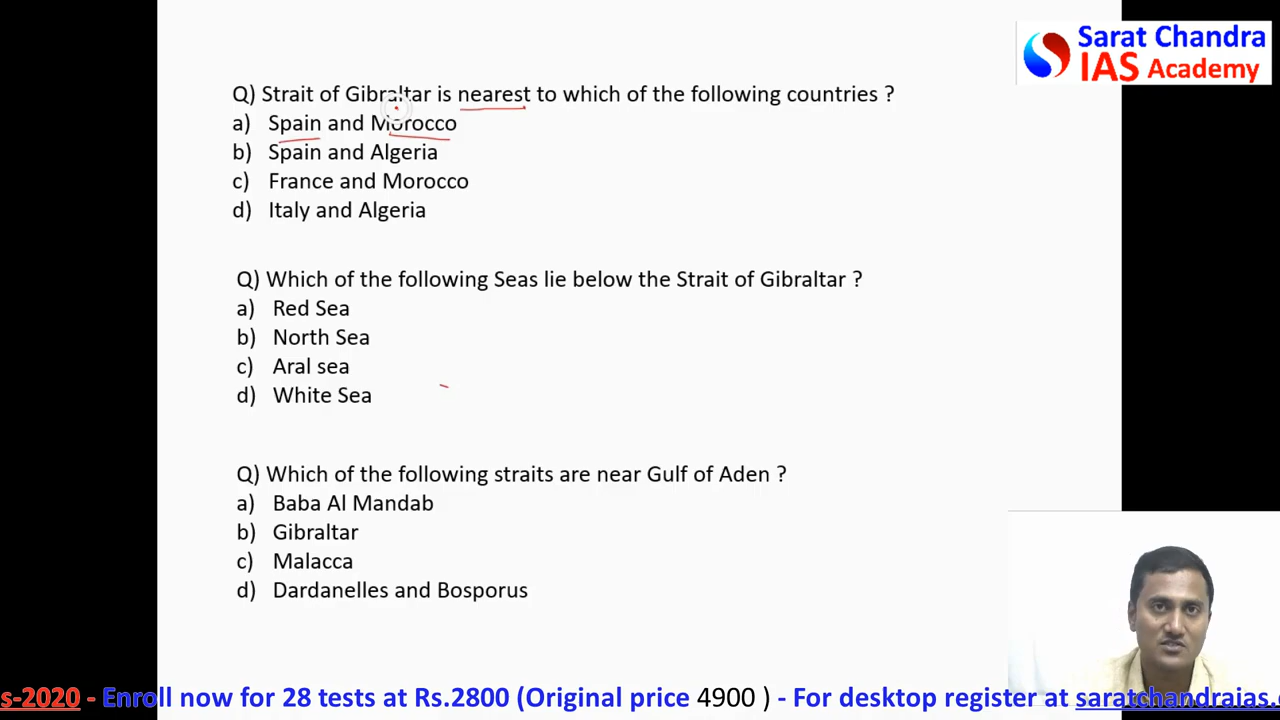 Sarat Chandra
IAS Academy
Q) Strait of Gibraltar is nearest to which of the following countries ?
a) Spain and Morocco
b) Spain and Algeria
c) France and Morocco
d) Italy and Algeria
Q) Which of the following Seas lie below the Strait of Gibraltar ?
a) Red Sea
b) North Sea
c) Aral sea
d) White Sea
Q) Which of the following straits are near Gulf of Aden ?
a) Baba Al Mandab
b) Gibraltar
c) Malacca
d) Dardanelles and Bosporus
s-2020 - Enroll now for 28 tests at Rs.2800 (Original price 4900 ) - For desktop register at saratchandraias.